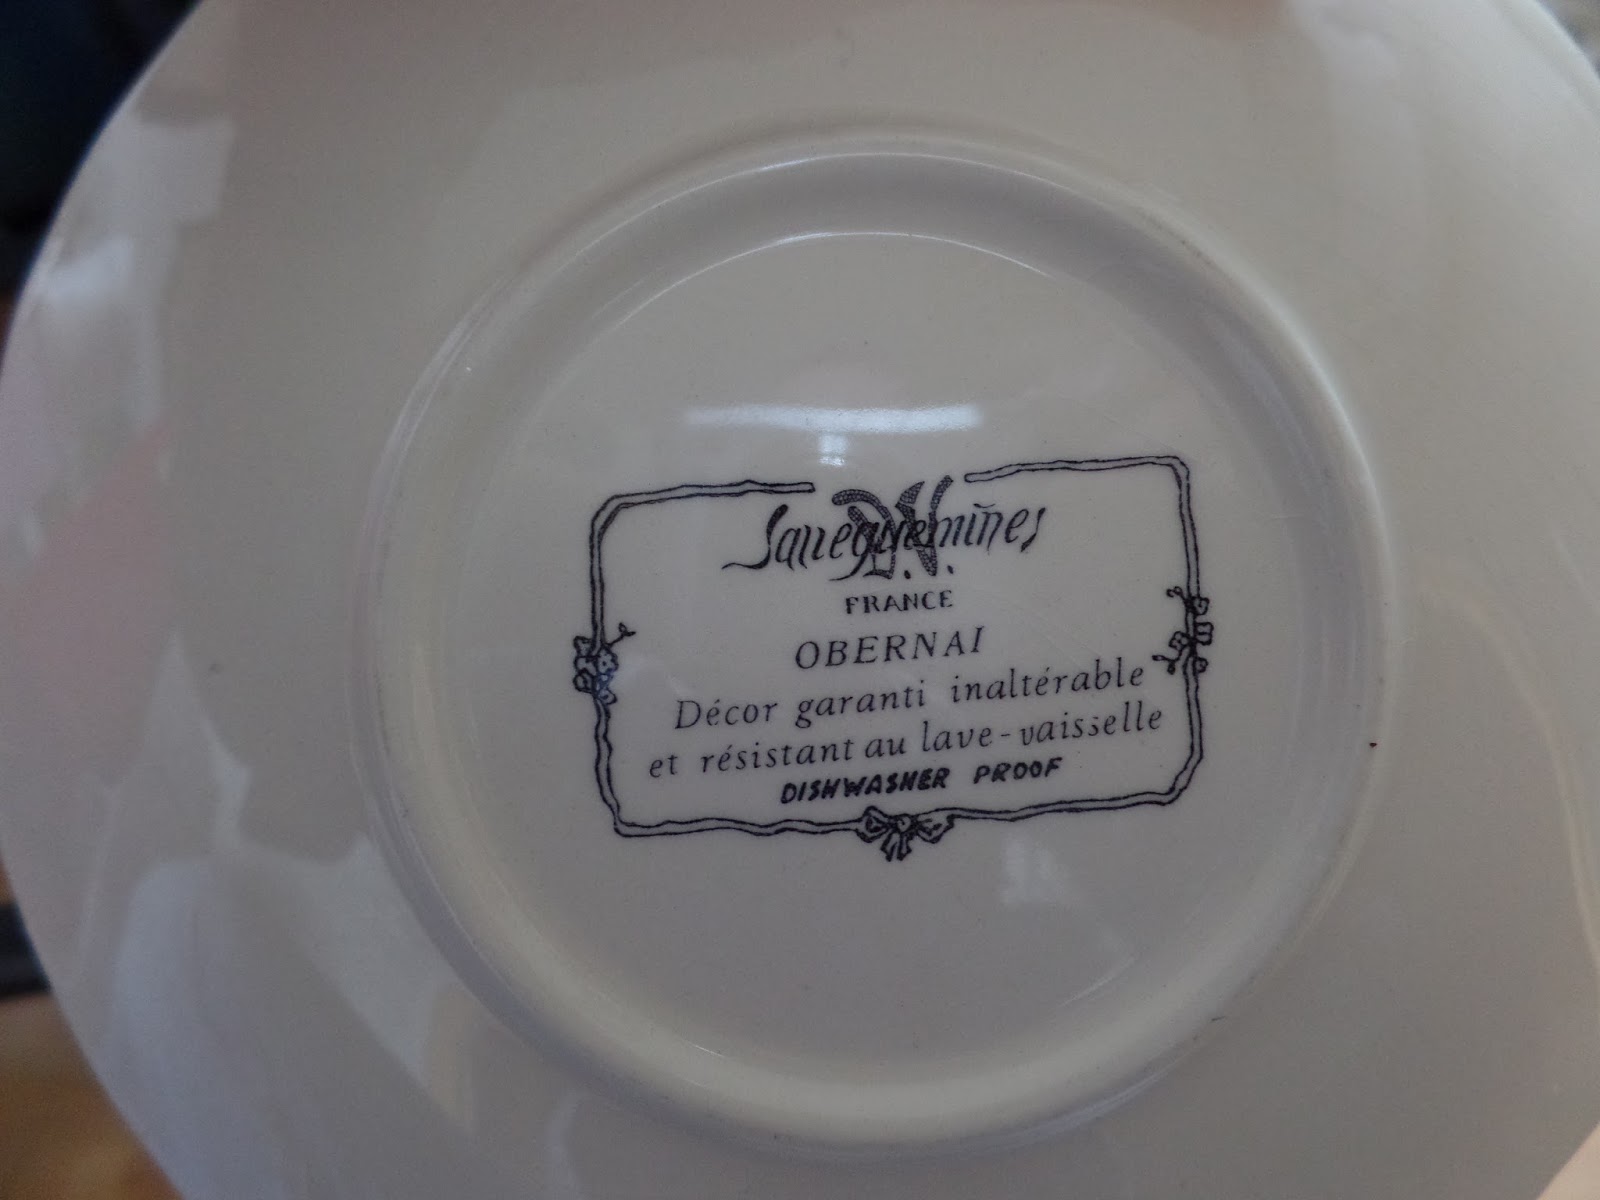 Sarreguemines
D.V.
FRANCE
OBERNAI
Décor garanti inaltérable
et résistant au lave-vaisselle
DISHWASHER PROOF